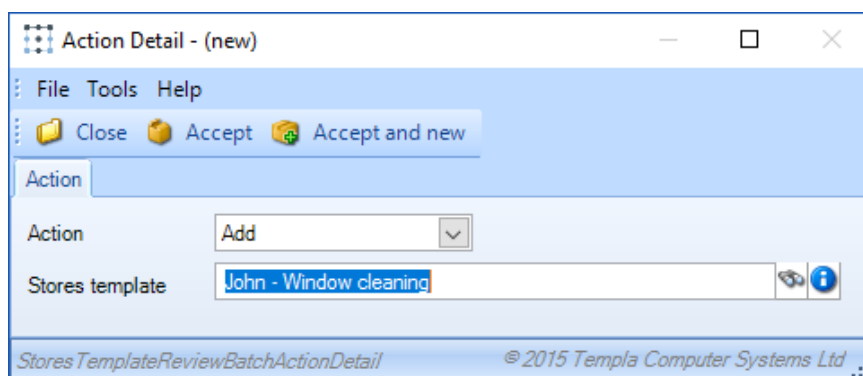 Action Detail - (new)
File Tools Help
Close Accept Accept and new
Action
Action Add
Stores template John - Window cleaning
StoresTemplateReviewBatchActionDetail © 2015 Templa Computer Systems Ltd